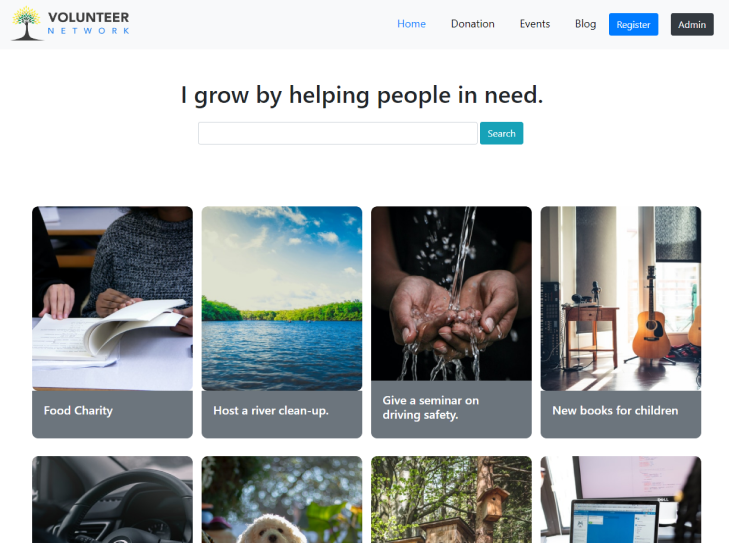 VOLUNTEER
NETWORK
Home Donation Events Blog Register Admin
I grow by helping people in need.
Search
Food Charity
Host a river clean-up.
Give a seminar on
driving safety.
New books for children
DELL